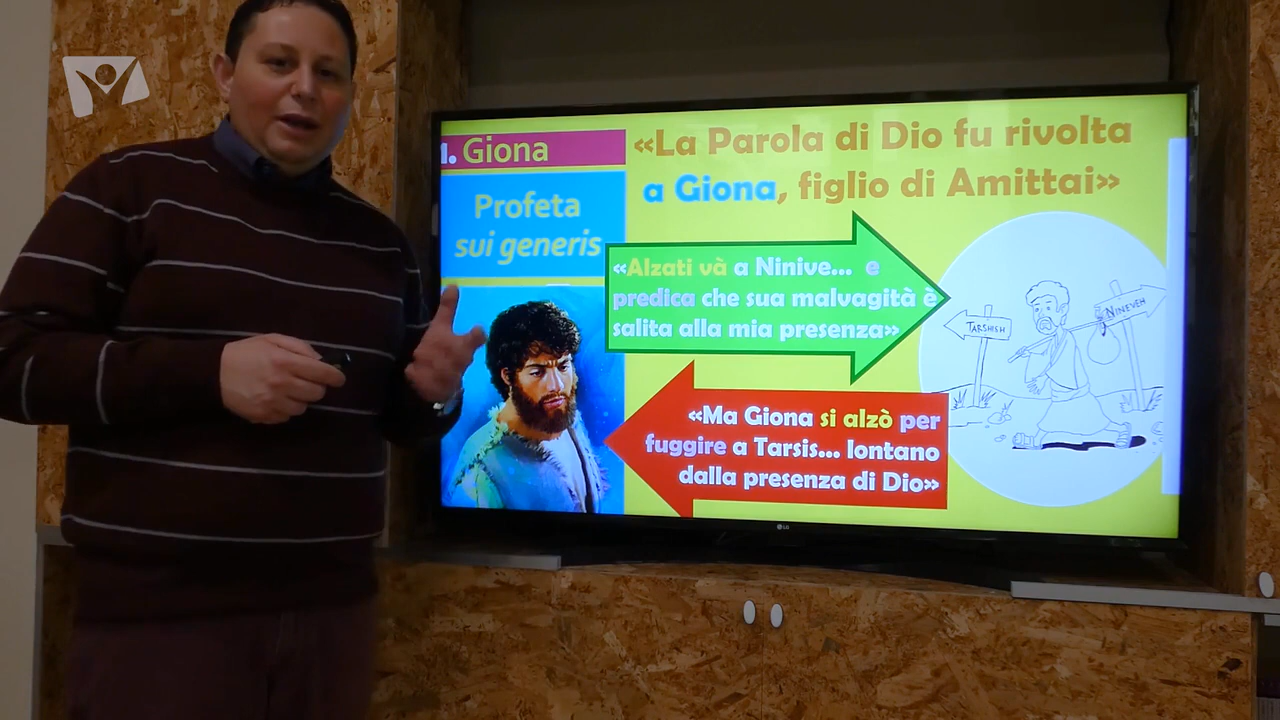 1. Giona
Profeta
sui generis
«La Parola di Dio fu rivolta
a Giona, figlio di Amittai»
«Alzati và a Ninive... e
predica che sua malvagità è
salita alla mia presenza»
«Ma Giona si alzò per
fuggire a Tarsis... lontano
dalla presenza di Dio»
TARSHISH
NINEVEH
LG